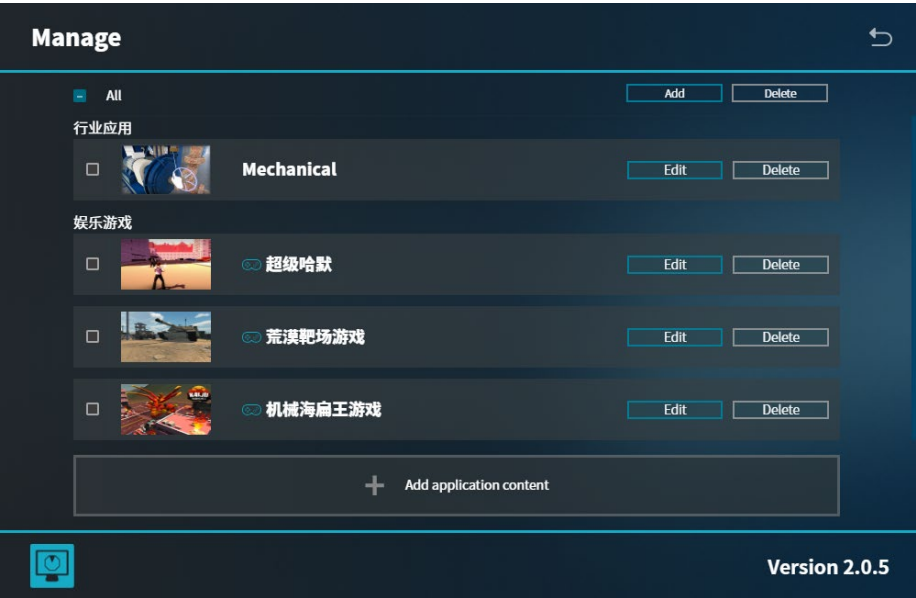 Manage
All
Add
Delete
行业应用
Mechanical
Edit
Delete
娱乐游戏
超级哈默
Edit
Delete
荒漠靶场游戏
Edit
Delete
机械海扁王游戏
Edit
Delete
Add application content
Version 2.0.5